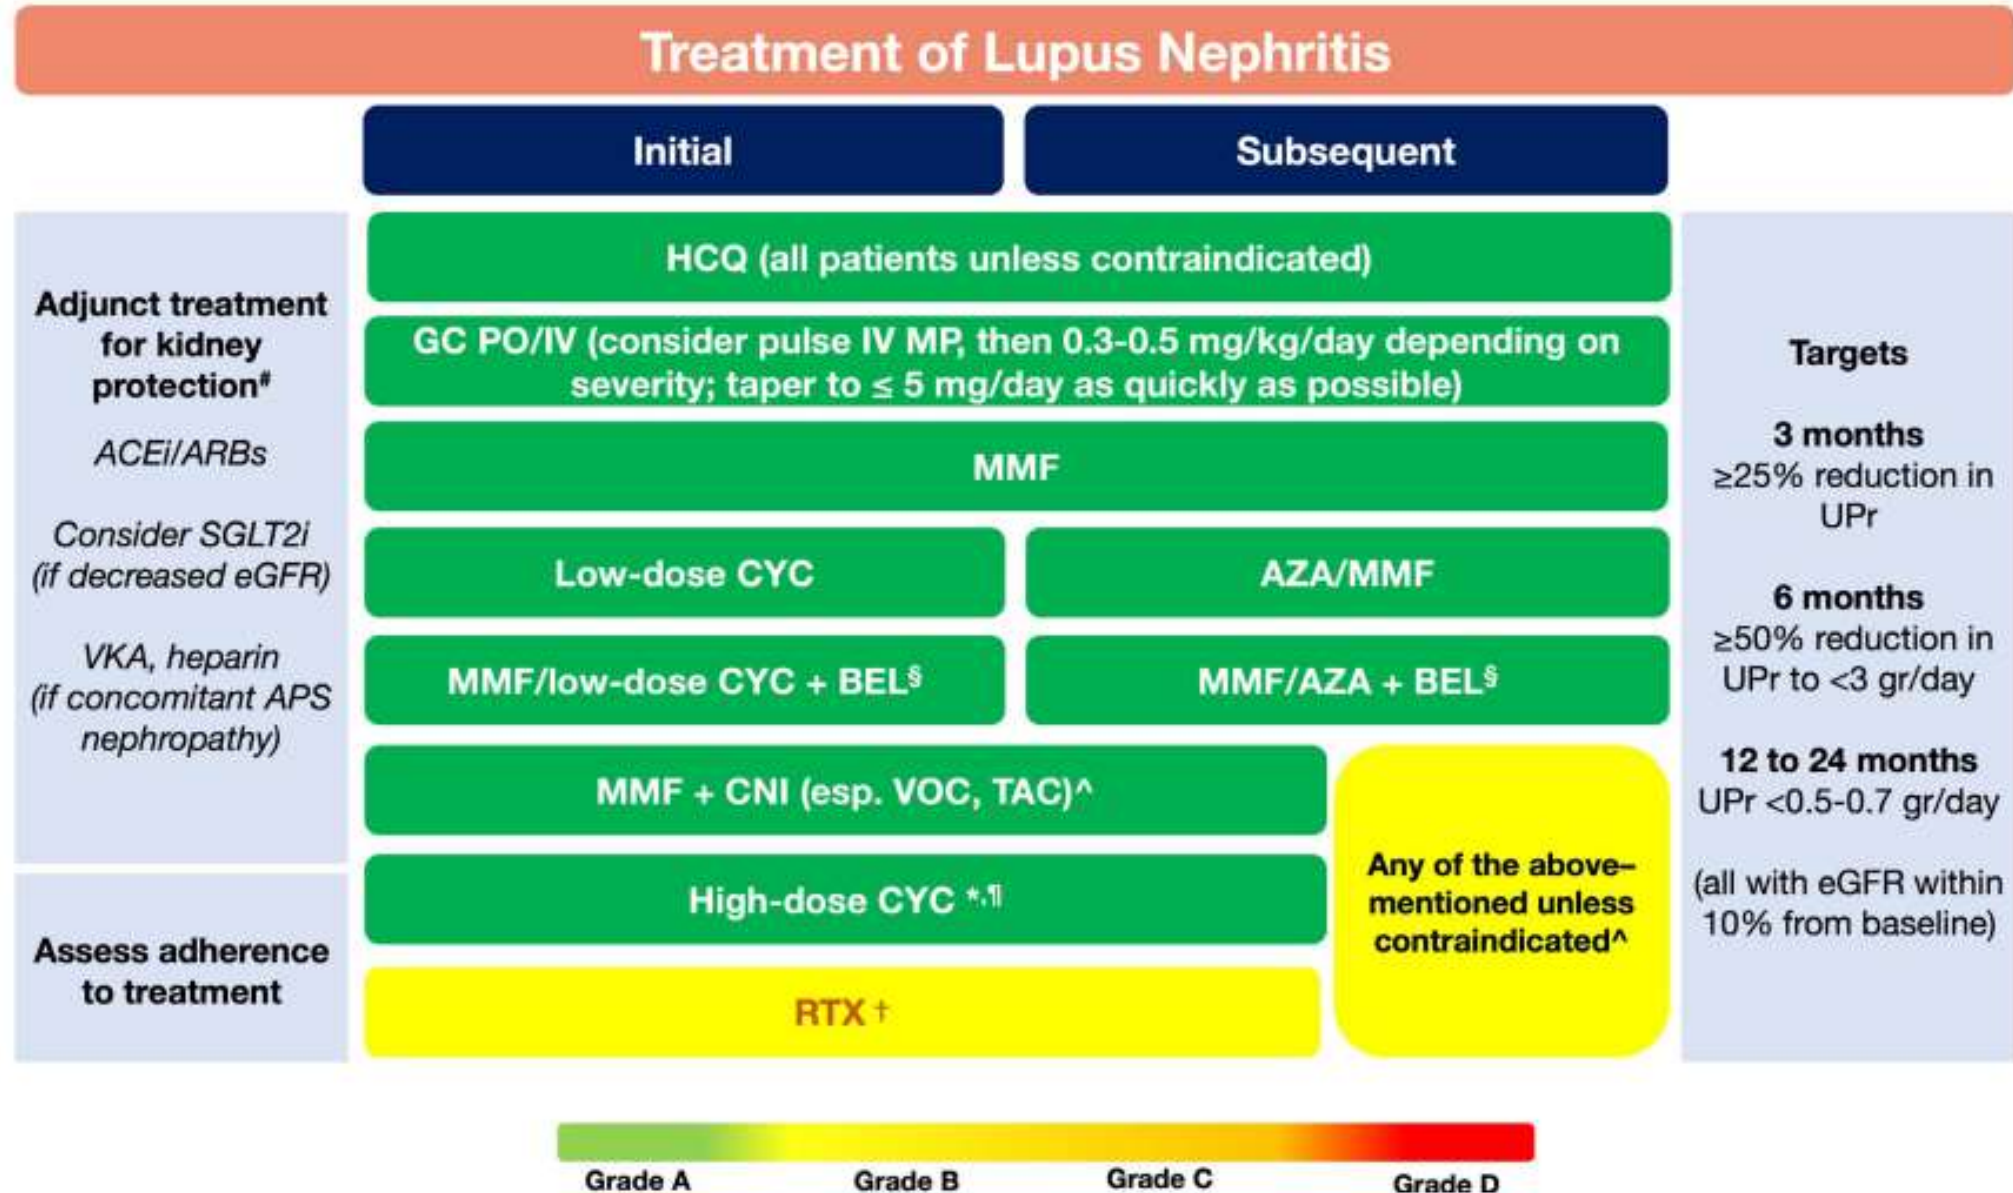 Treatment of Lupus Nephritis
Initial
Subsequent
Adjunct treatment
for kidney
protection#
ACEi/ARBs
Consider SGLT2i
(if decreased eGFR)
VKA, heparin
(if concomitant APS
nephropathy)
Assess adherence
to treatment
HCQ (all patients unless contraindicated)
GC PO/IV (consider pulse IV MP, then 0.3-0.5 mg/kg/day depending on
severity; taper to ≤ 5 mg/day as quickly as possible)
MMF
Low-dose CYC
AZA/MMF
MMF/low-dose CYC + BEL§
MMF/AZA + BEL§
MMF + CNI (esp. VOC, TAC)^
High-dose CYC *,¶
RTX †
Any of the above–
mentioned unless
contraindicated^
Targets
3 months
≥25% reduction in
UPr
6 months
≥50% reduction in
UPr to <3 gr/day
12 to 24 months
UPr <0.5-0.7 gr/day
(all with eGFR within
10% from baseline)
Grade A
Grade B
Grade C
Grade D